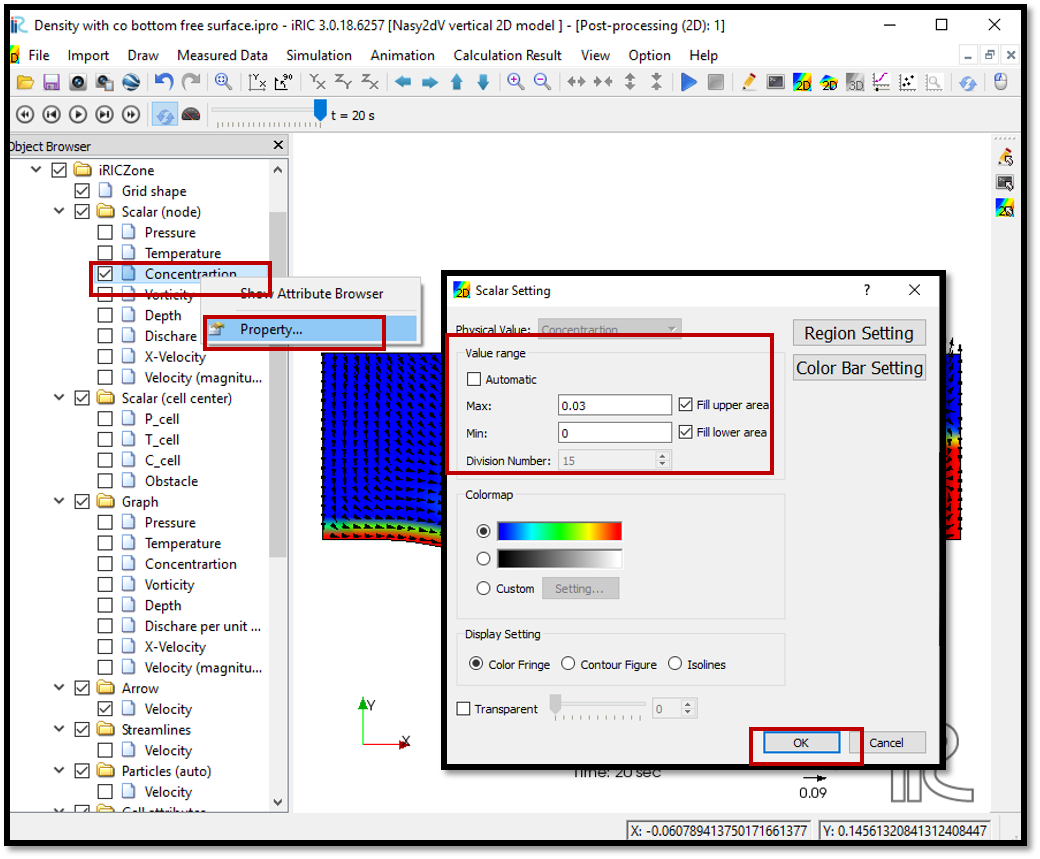 Density with co bottom free surface.ipro - iRIC 3.0.18.6257 [Nasy2dV vertical 2D model ] - [Post-processing (2D): 1]
File Import Draw Measured Data Simulation Animation Calculation Result View Option Help
t = 20 s
Object Browser
iRICZone
Grid shape
Scalar (node)
Pressure
Temperature
Concentrartion
Vorticity
Depth
Dischare
X-Velocity
Velocity (magnitu...
Scalar (cell center)
P_cell
T_cell
C_cell
Obstacle
Graph
Pressure
Temperature
Concentrartion
Vorticity
Depth
Dischare per unit ...
X-Velocity
Velocity (magnitu...
Arrow
Velocity
Streamlines
Velocity
Particles (auto)
Velocity
Cell attributes
Show Attribute Browser
Property...
Scalar Setting
Physical Value: Concentrartion
Region Setting
Color Bar Setting
Value range
Automatic
Max: 0.03 Fill upper area
Min: 0 Fill lower area
Division Number: 15
Colormap
Custom Setting...
Display Setting
Color Fringe Contour Figure Isolines
Transparent 0
OK Cancel
Y
X
Time: 20 sec
0.09
iRIC
X: -0.060789413750171661377 Y: 0.14561320841312408447